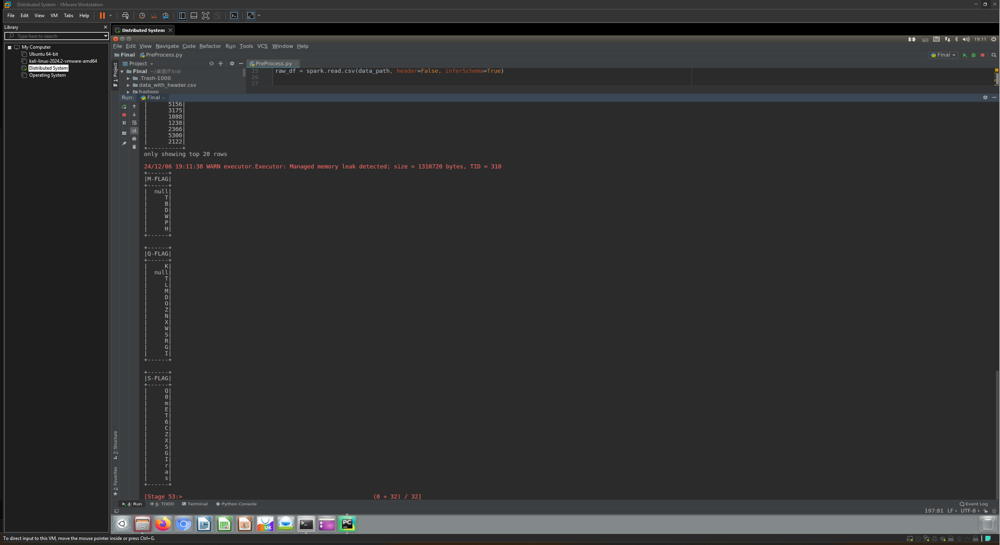 Distributed System - VMware Workstation
File Edit View VM Tabs Help
Library
Type here to search
My Computer
Ubuntu 64-bit
kali-linux-2024.2-vmware-amd64
Distributed System
Operating System
Distributed System
19:11
File Edit View Navigate Code Refactor Run Tools VCS Window Help
Final PreProcess.py
Final
1: Project
Project
PreProcess.py
Final ~/桌面/Final
.Trash-1000
data_with_header.csv
hadoop
25 raw_df = spark.read.csv(data_path, header=False, inferSchema=True)
26
27
Run: Final
| 5156|
| 3175|
| 1088|
| 1238|
| 2366|
| 5300|
| 2122|
+----------+
only showing top 20 rows
24/12/06 19:11:38 WARN executor.Executor: Managed memory leak detected; size = 1310720 bytes, TID = 310
+------+
|M-FLAG|
+------+
| null|
| T|
| B|
| D|
| W|
| P|
| H|
+------+
+------+
|Q-FLAG|
+------+
| K|
| null|
| T|
| L|
| M|
| D|
| O|
| Z|
| N|
| X|
| W|
| S|
| R|
| G|
| I|
+------+
+------+
|S-FLAG|
+------+
| Q|
| 0|
| m|
| E|
| T|
| 6|
| C|
| Z|
| X|
| S|
| G|
| I|
| r|
| a|
| s|
+------+
[Stage 53:> (0 + 32) / 32]
7: Structure
2: Favorites
4: Run 6: TODO Terminal Python Console
Event Log
197:81 LF UTF-8
UK
PC
To direct input to this VM, move the mouse pointer inside or press Ctrl+G.